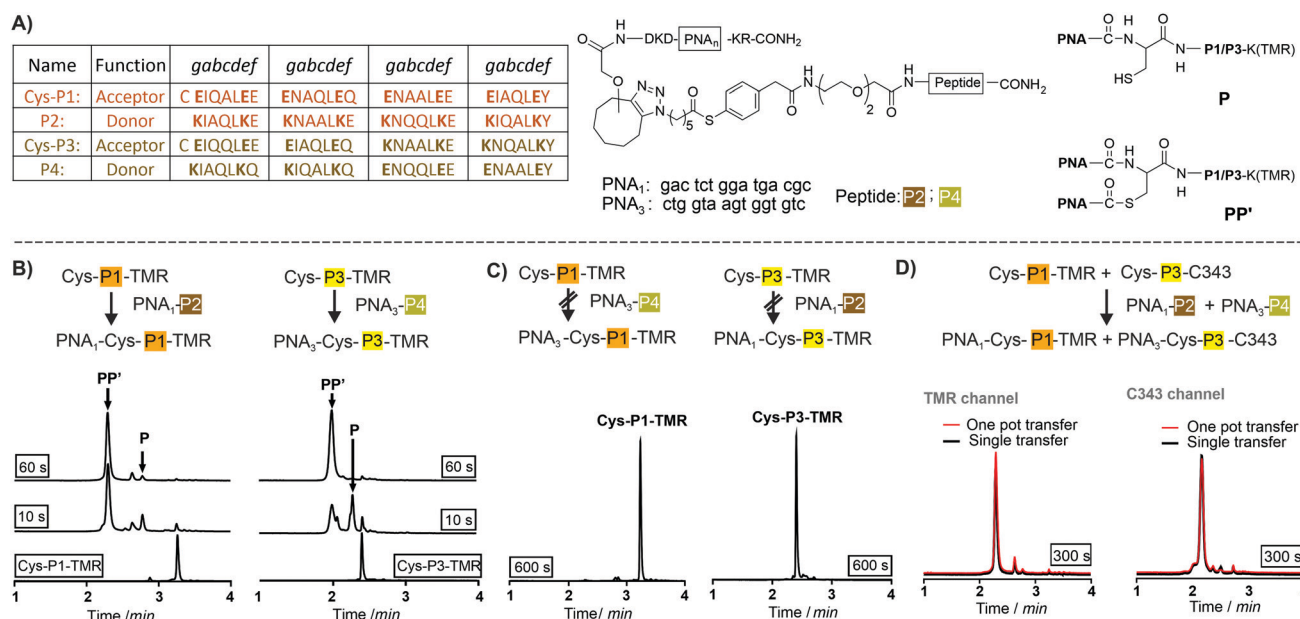 A)
Name Function gabcdef gabcdef gabcdef gabcdef
Cys-P1: Acceptor C EIQALEE ENAQLEQ ENAALEE EIAQLEY
P2: Donor KIAQLKE KNAALKE KNQQLKE KIQALKY
Cys-P3: Acceptor C EIQQLEE EIAQLEQ KNAALKE KNQALKY
P4: Donor KIAQLKQ KIQALKQ ENQQLEE ENAALEY
H
O N DKD- PNAn -KR-CONH2
O
N N
N
5
O
S
O
N
H
O
2
O
H
N Peptide CONH2
PNA1: gac tct gga tga cgc
PNA3: ctg gta agt ggt gtc
Peptide: P2 ; P4
O H O
PNA C N
N P1/P3-K(TMR)
H
HS
P
O H O
PNA C N
N P1/P3-K(TMR)
O H
PNA C S
PP'
B)
Cys-P1-TMR
PNA1-P2
PNA1-Cys-P1-TMR
PP'
P
60 s
10 s
Cys-P1-TMR
1 2 3 4
Time/ min
Cys-P3-TMR
PNA3-P4
PNA3-Cys-P3-TMR
PP'
P
60 s
10 s
Cys-P3-TMR
1 2 3 4
Time / min
C)
Cys-P1-TMR
PNA3-P4
PNA3-Cys-P1-TMR
Cys-P1-TMR
600 s
1 2 3 4
Time / min
Cys-P3-TMR
PNA1-P2
PNA1-Cys-P3-TMR
Cys-P3-TMR
600 s
1 2 3 4
Time / min
D)
Cys-P1-TMR + Cys-P3-C343
PNA1-P2 + PNA3-P4
PNA1-Cys-P1-TMR + PNA3-Cys-P3-C343
TMR channel
One pot transfer
Single transfer
300 s
1 2 3 4
Time / min
C343 channel
One pot transfer
Single transfer
300 s
1 2 3 4
Time / min